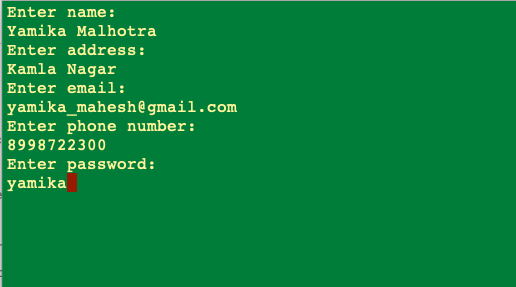 Enter name:
Yamika Malhotra
Enter address:
Kamla Nagar
Enter email:
yamika_mahesh@gmail.com
Enter phone number:
8998722300
Enter password:
yamika